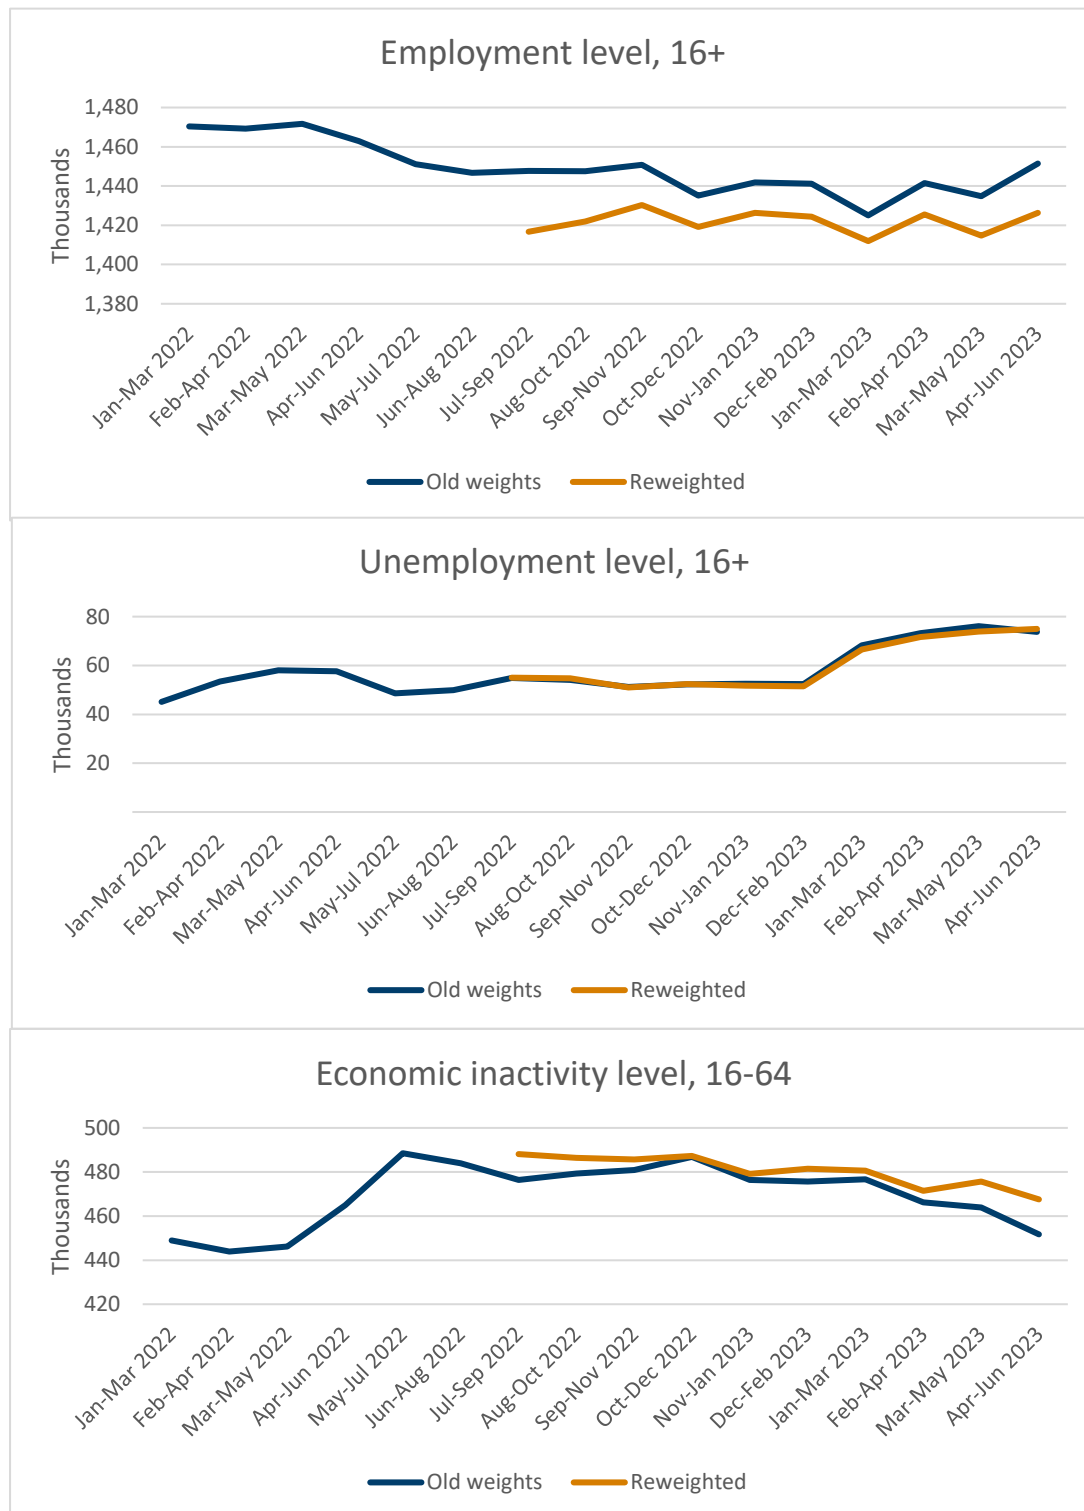 Employment level, 16+
Thousands
1,480
1,460
1,440
1,420
1,400
1,380
Jan-Mar 2022
Feb-Apr 2022
Mar-May 2022
Apr-Jun 2022
May-Jul 2022
Jun-Aug 2022
Jul-Sep 2022
Aug-Oct 2022
Sep-Nov 2022
Oct-Dec 2022
Nov-Jan 2023
Dec-Feb 2023
Jan-Mar 2023
Feb-Apr 2023
Mar-May 2023
Apr-Jun 2023
Old weights Reweighted
Unemployment level, 16+
Thousands
80
60
40
20
Jan-Mar 2022
Feb-Apr 2022
Mar-May 2022
Apr-Jun 2022
May-Jul 2022
Jun-Aug 2022
Jul-Sep 2022
Aug-Oct 2022
Sep-Nov 2022
Oct-Dec 2022
Nov-Jan 2023
Dec-Feb 2023
Jan-Mar 2023
Feb-Apr 2023
Mar-May 2023
Apr-Jun 2023
Old weights Reweighted
Economic inactivity level, 16-64
Thousands
500
480
460
440
420
Jan-Mar 2022
Feb-Apr 2022
Mar-May 2022
Apr-Jun 2022
May-Jul 2022
Jun-Aug 2022
Jul-Sep 2022
Aug-Oct 2022
Sep-Nov 2022
Oct-Dec 2022
Nov-Jan 2023
Dec-Feb 2023
Jan-Mar 2023
Feb-Apr 2023
Mar-May 2023
Apr-Jun 2023
Old weights Reweighted